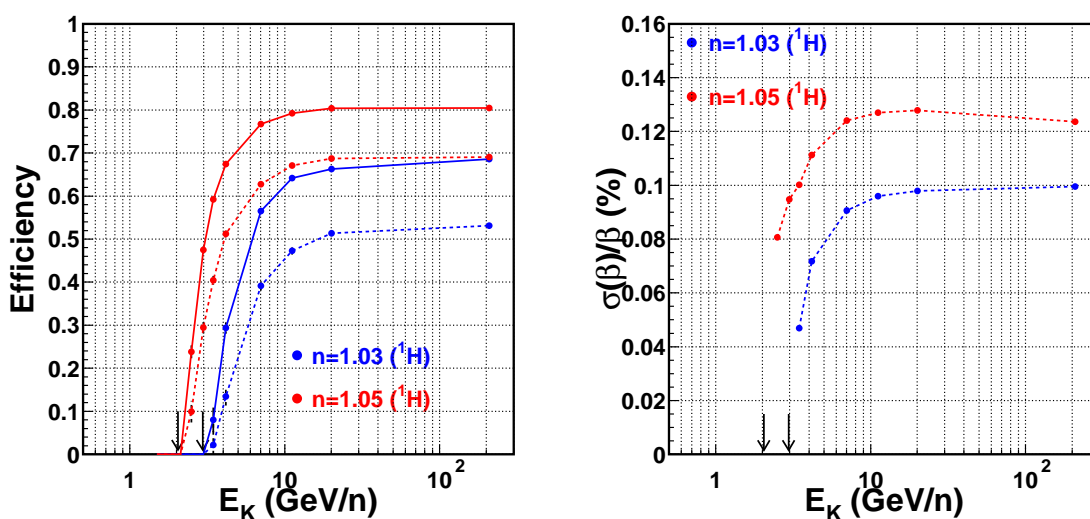 1
0.9
0.8
0.7
0.6
0.5
0.4
0.3
0.2
0.1
0
Efficiency
n=1.03 (¹H)
n=1.05 (¹H)
1 10 10²
E_K (GeV/n)
0.16
0.14
0.12
0.1
0.08
0.06
0.04
0.02
0
σ(β)/β (%)
n=1.03 (¹H)
n=1.05 (¹H)
1 10 10²
E_K (GeV/n)